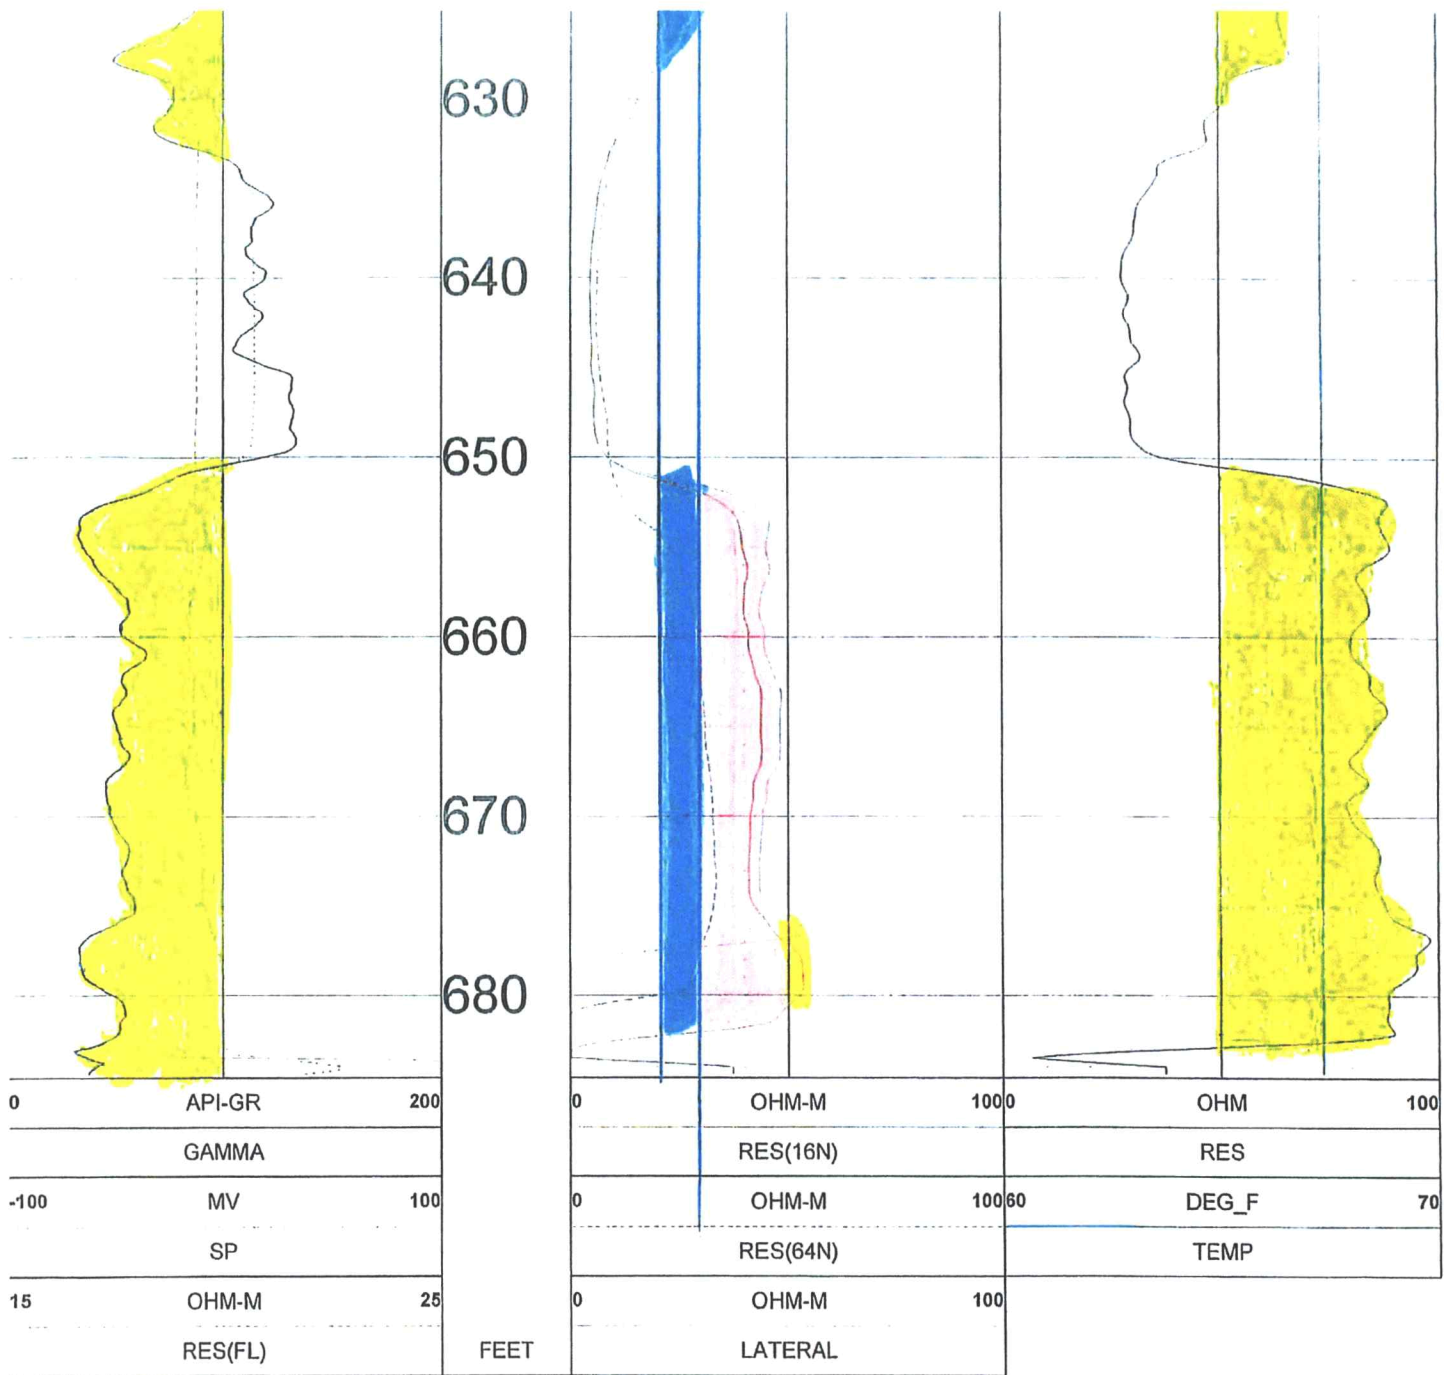 630
640
650
660
670
680
0 API-GR 200 0 OHM-M 100 0 OHM 100
GAMMA RES(16N) RES
-100 MV 100 0 OHM-M 100 60 DEG_F 70
SP RES(64N) TEMP
15 OHM-M 25 0 OHM-M 100
RES(FL) FEET LATERAL